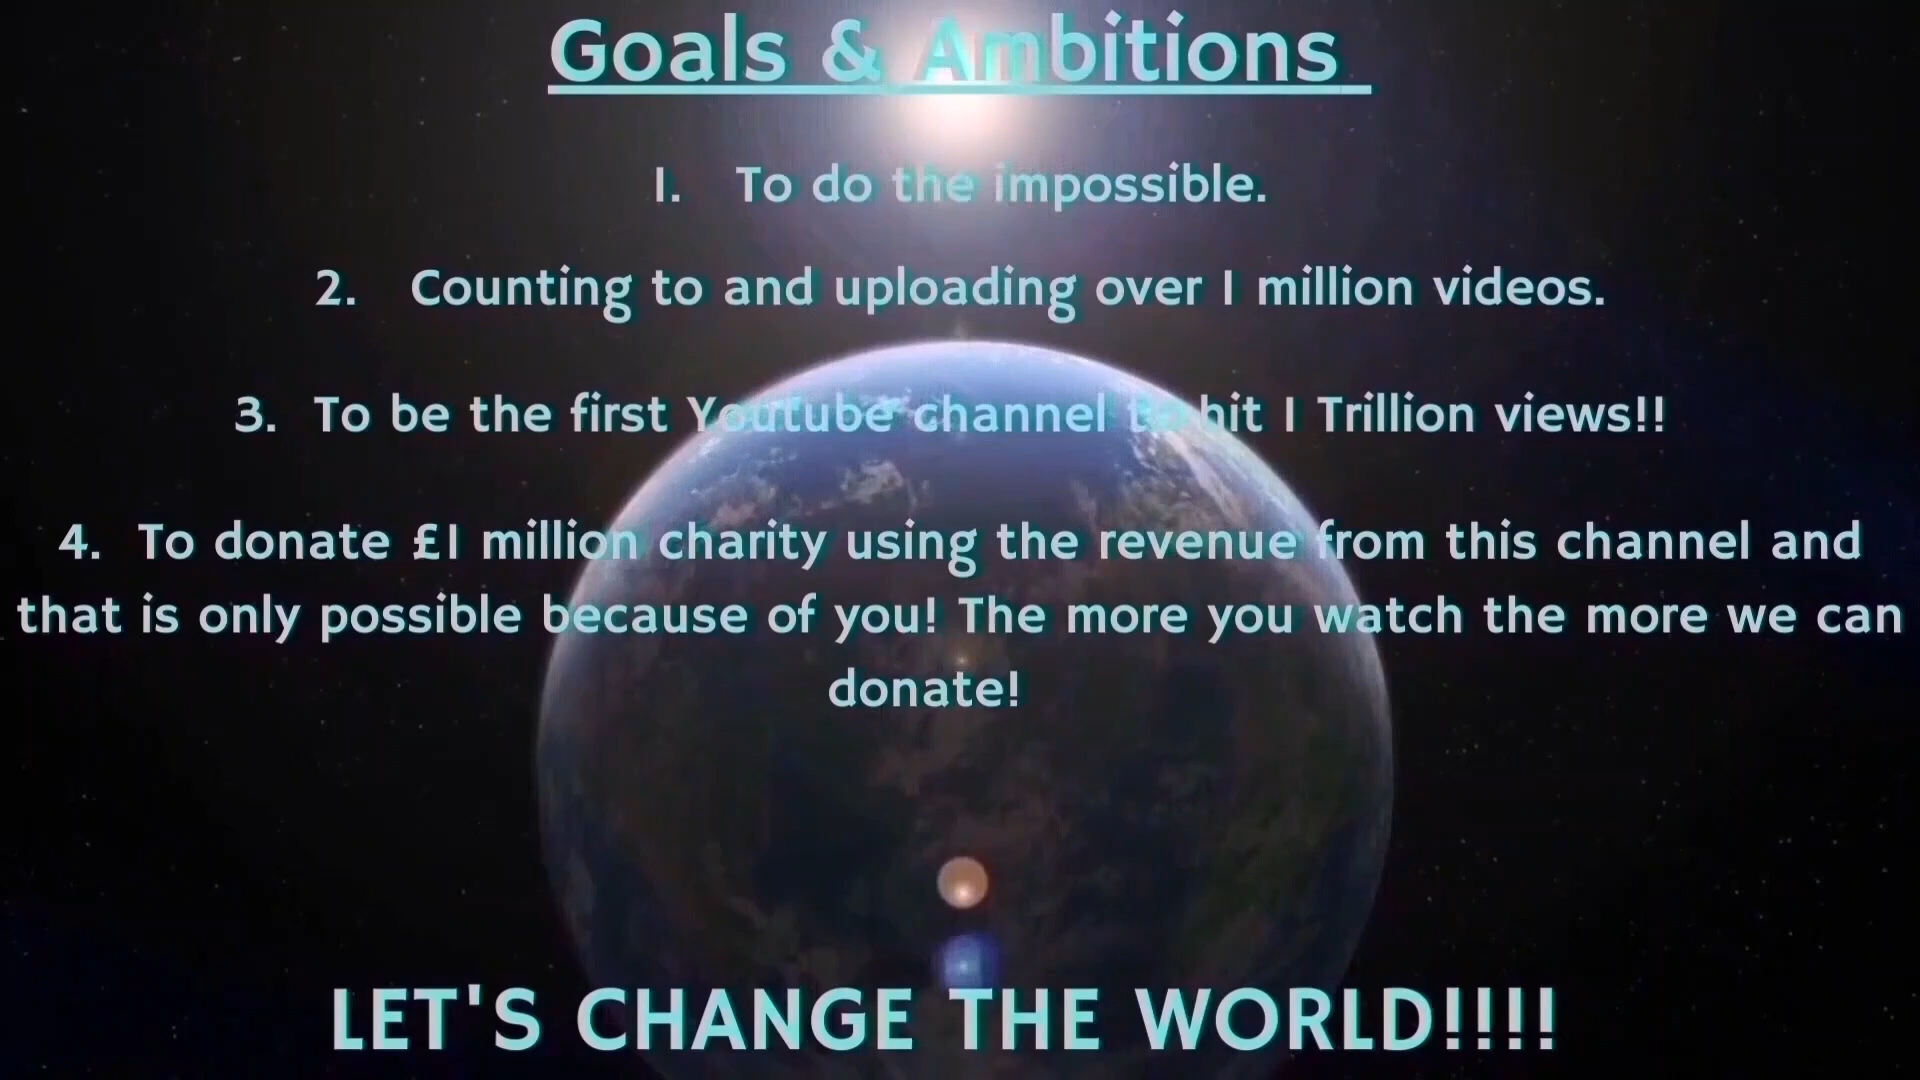 Goals & Ambitions
1. To do the impossible.
2. Counting to and uploading over 1 million videos.
3. To be the first Youtube channel to hit 1 Trillion views!!
4. To donate £1 million charity using the revenue from this channel and
that is only possible because of you! The more you watch the more we can
donate!
LET'S CHANGE THE WORLD!!!!